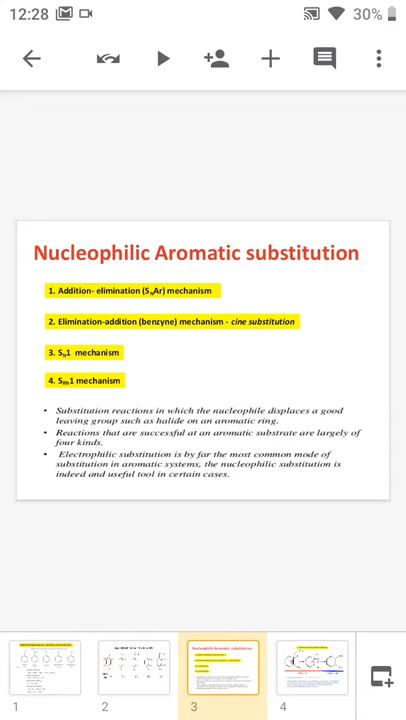 12:28
30%
Nucleophilic Aromatic substitution
1. Addition- elimination (SNAr) mechanism
2. Elimination-addition (benzyne) mechanism - cine substitution
3. SN1 mechanism
4. SRN1 mechanism
• Substitution reactions in which the nucleophile displaces a good
leaving group such as halide on an aromatic ring.
• Reactions that are successful at an aromatic substrate are largely of
four kinds.
• Electrophilic substitution is by far the most common mode of
substitution in aromatic systems, the nucleophilic substitution is
indeed and useful tool in certain cases.
Nucleophilic Aromatic substitution
1
2
3
4